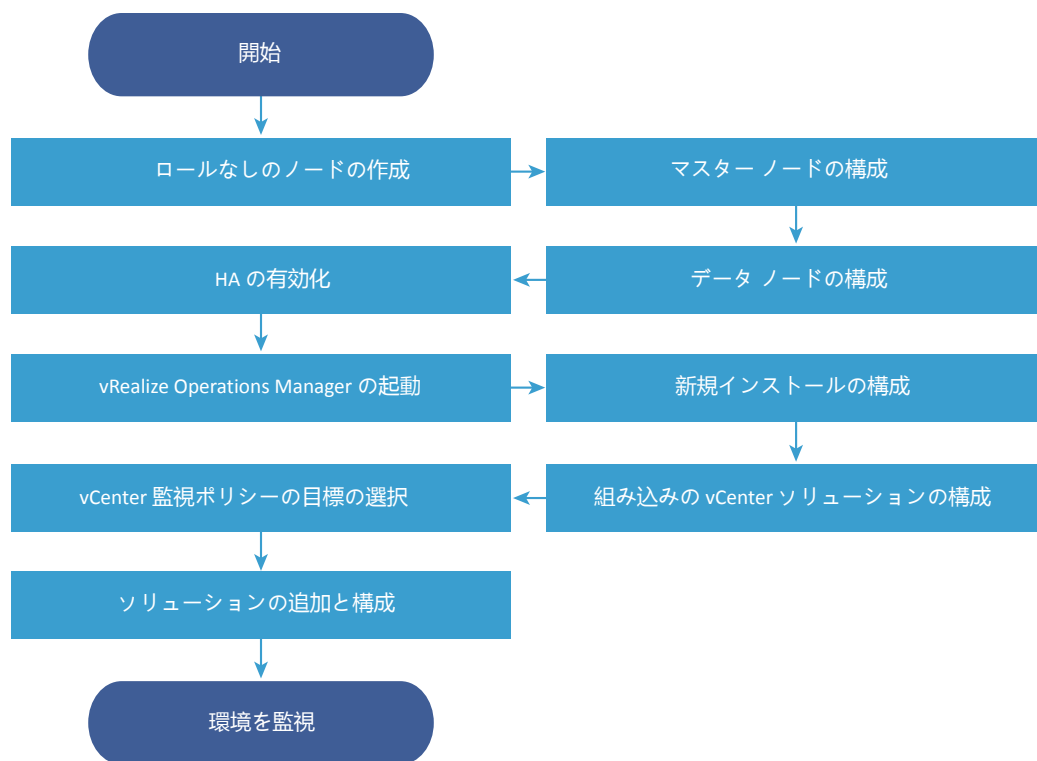 開始
ロールなしのノードの作成
マスター ノードの構成
データ ノードの構成
HA の有効化
vRealize Operations Manager の起動
新規インストールの構成
組み込みの vCenter ソリューションの構成
vCenter 監視ポリシーの目標の選択
ソリューションの追加と構成
環境を監視